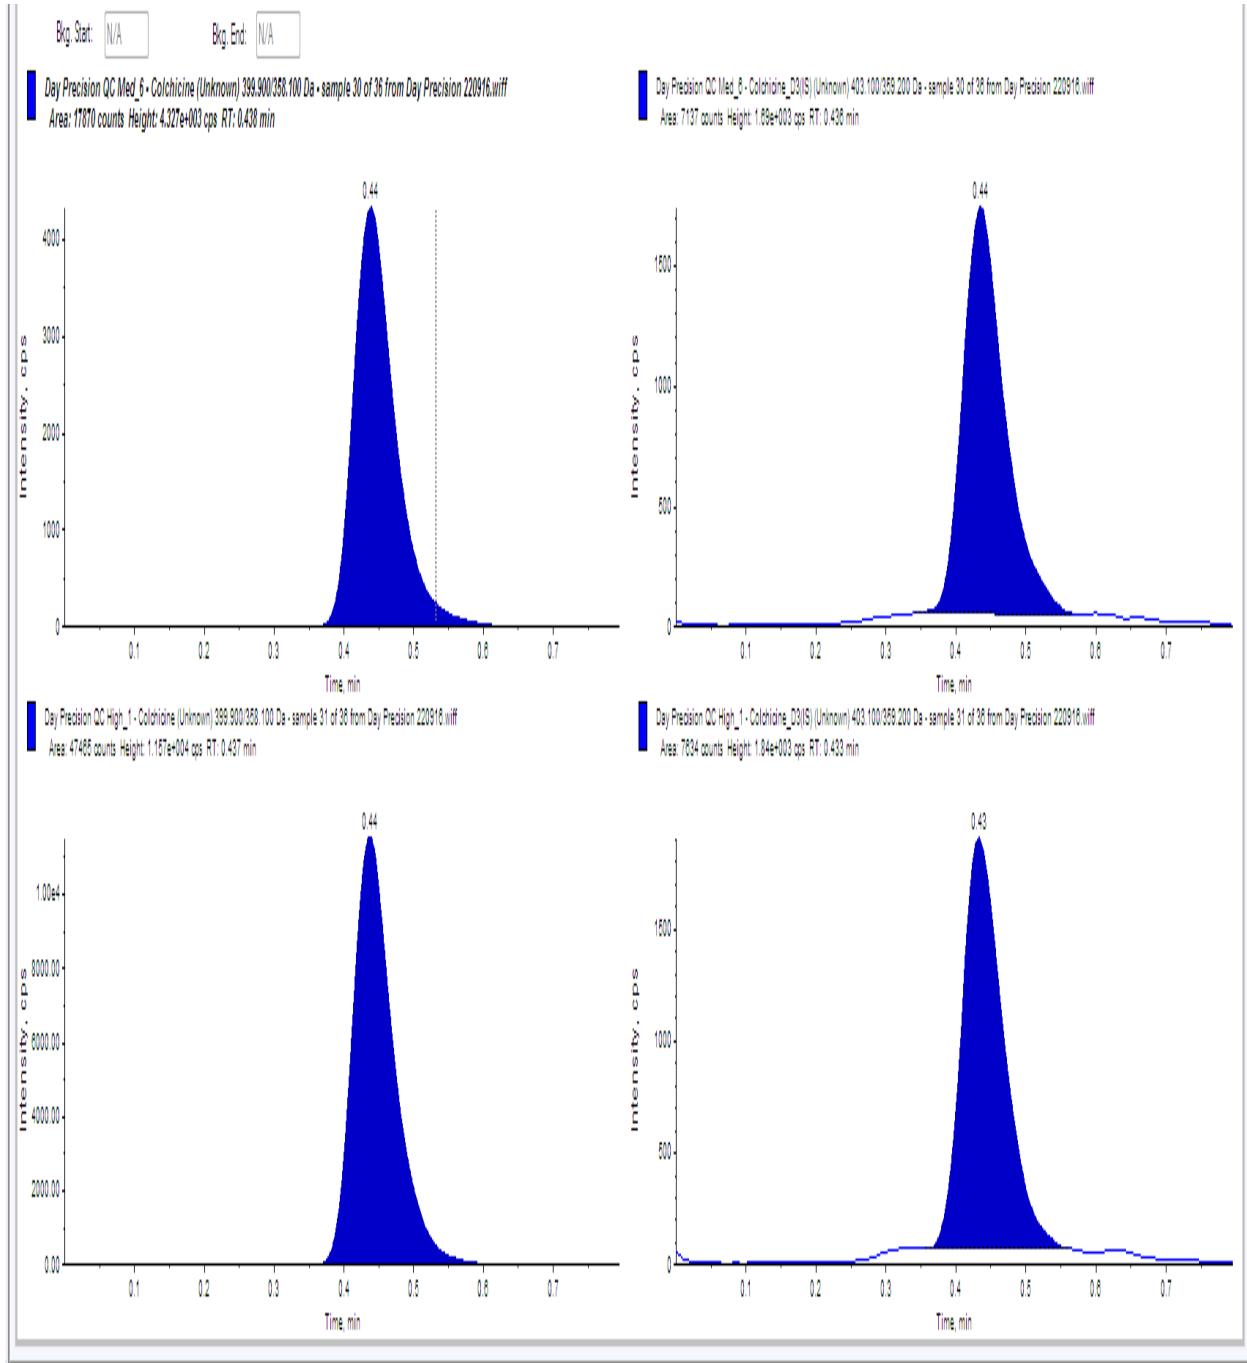 Bkg. Start: N/A Bkg. End: N/A
Day Precision QC Med_6 - Colchicine (Unknown) 399.900/358.100 Da - sample 30 of 36 from Day Precision 220916.wiff
Area: 17870 counts Height: 4.327e+003 cps RT: 0.438 min
0.44
4000
3000
2000
1000
0
Intensity, cps
0.1 0.2 0.3 0.4 0.5 0.6 0.7
Time, min
Day Precision QC Med_6 - Colchicine_D3(IS) (Unknown) 403.100/359.200 Da - sample 30 of 36 from Day Precision 220916.wiff
Area: 7137 counts Height: 1.69e+003 cps RT: 0.436 min
0.44
1500
1000
500
0
Intensity, cps
0.1 0.2 0.3 0.4 0.5 0.6 0.7
Time, min
Day Precision QC High_1 - Colchicine (Unknown) 399.900/358.100 Da - sample 31 of 36 from Day Precision 220916.wiff
Area: 47466 counts Height: 1.157e+004 cps RT: 0.437 min
0.44
1.00e4
8000.00
6000.00
4000.00
2000.00
0.00
Intensity, cps
0.1 0.2 0.3 0.4 0.5 0.6 0.7
Time, min
Day Precision QC High_1 - Colchicine_D3(IS) (Unknown) 403.100/359.200 Da - sample 31 of 36 from Day Precision 220916.wiff
Area: 7634 counts Height: 1.84e+003 cps RT: 0.433 min
0.43
1500
1000
500
0
Intensity, cps
0.1 0.2 0.3 0.4 0.5 0.6 0.7
Time, min